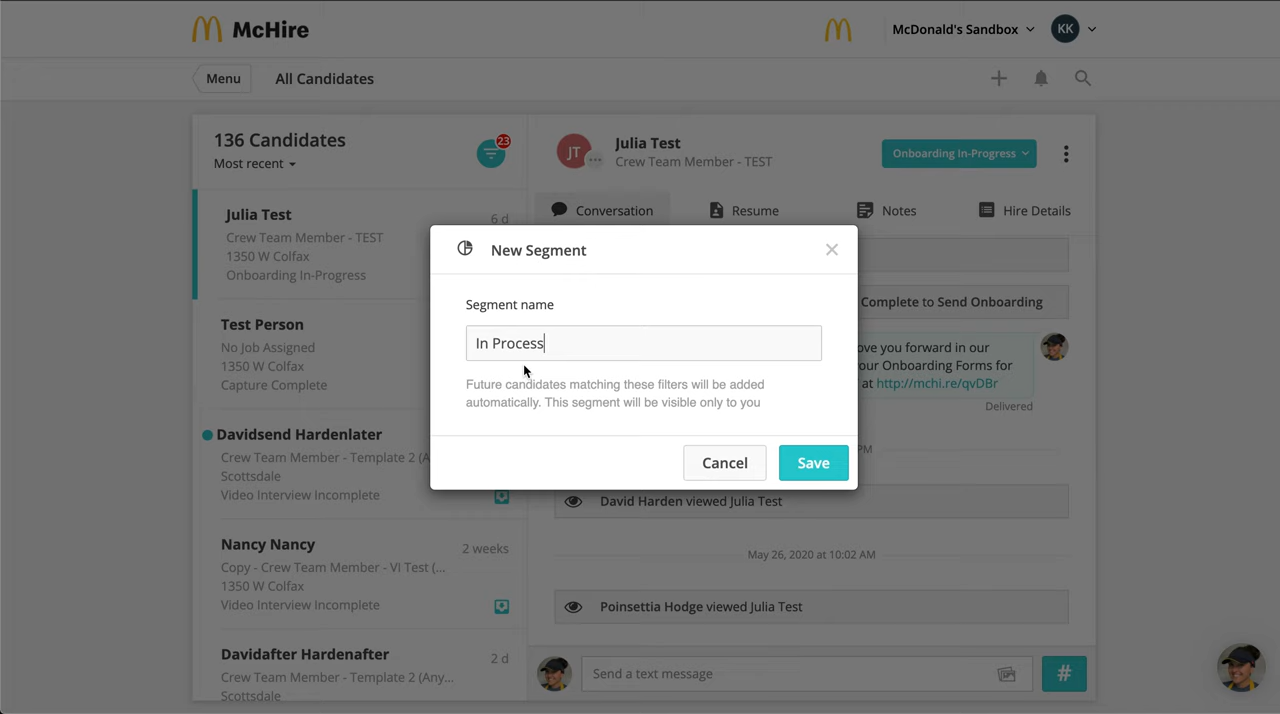 McHire
McDonald's Sandbox
KK
Menu
All Candidates
136 Candidates
23
Most recent
Julia Test
6 d
Crew Team Member - TEST
1350 W Colfax
Onboarding In-Progress
Test Person
No Job Assigned
1350 W Colfax
Capture Complete
Davidsend Hardenlater
Crew Team Member - Template 2 (A
Scottsdale
Video Interview Incomplete
Nancy Nancy
2 weeks
Copy - Crew Team Member - VI Test (...
1350 W Colfax
Video Interview Incomplete
Davidafter Hardenafter
2 d
Crew Team Member - Template 2 (Any...
Scottsdale
JT
Julia Test
Crew Team Member - TEST
Onboarding In-Progress
Conversation
Resume
Notes
Hire Details
Complete to Send Onboarding
ove you forward in our
your Onboarding Forms for
at http://mchi.re/qvDBr
Delivered
PM
David Harden viewed Julia Test
May 26, 2020 at 10:02 AM
Poinsettia Hodge viewed Julia Test
Send a text message
#
New Segment
Segment name
In Process
Future candidates matching these filters will be added
automatically. This segment will be visible only to you
Cancel
Save